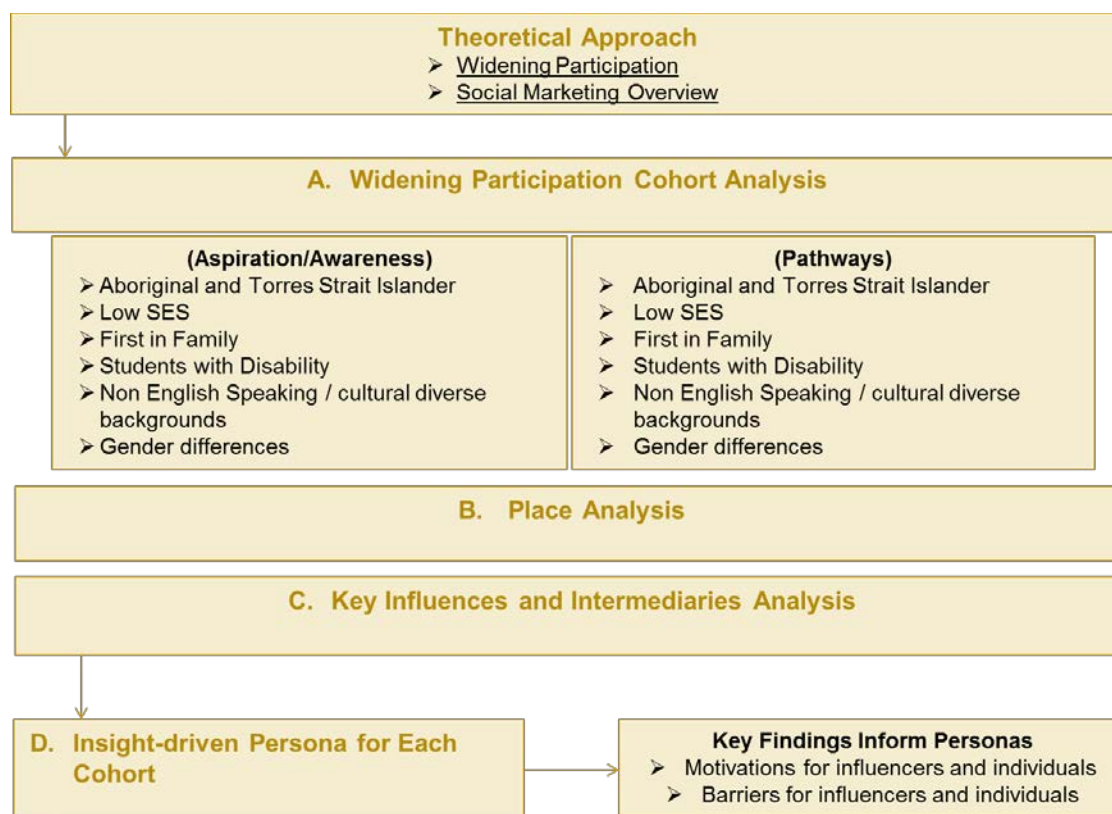 Theoretical Approach
➢ Widening Participation
➢ Social Marketing Overview
A. Widening Participation Cohort Analysis
(Aspiration/Awareness)
➢ Aboriginal and Torres Strait Islander
➢ Low SES
➢ First in Family
➢ Students with Disability
➢ Non English Speaking / cultural diverse
backgrounds
➢ Gender differences
(Pathways)
➢ Aboriginal and Torres Strait Islander
➢ Low SES
➢ First in Family
➢ Students with Disability
➢ Non English Speaking / cultural diverse
backgrounds
➢ Gender differences
B. Place Analysis
C. Key Influences and Intermediaries Analysis
D. Insight-driven Persona for Each
Cohort
Key Findings Inform Personas
➢ Motivations for influencers and individuals
➢ Barriers for influencers and individuals